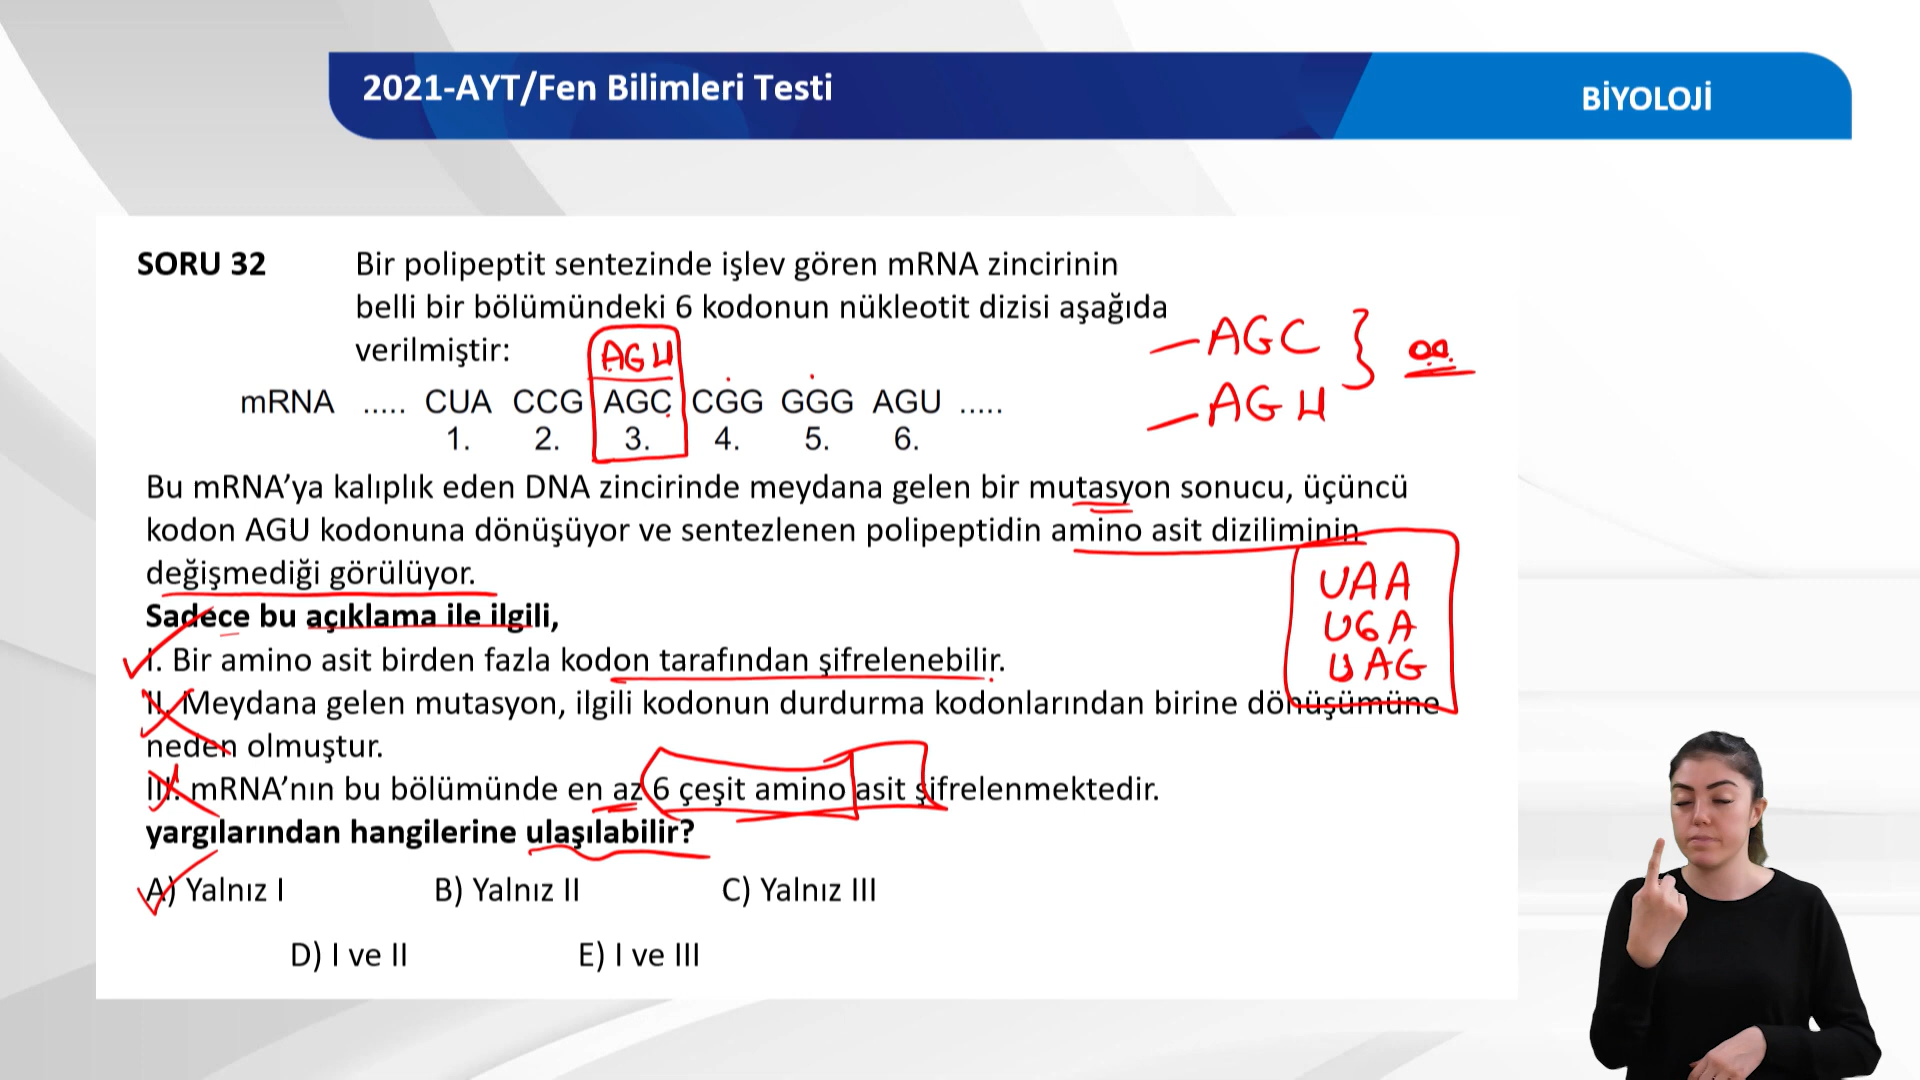 2021-AYT/Fen Bilimleri Testi
BİYOLOJİ
SORU 32 Bir polipeptit sentezinde işlev gören mRNA zincirinin
belli bir bölümündeki 6 kodonun nükleotit dizisi aşağıda
verilmiştir:
AGU
mRNA ..... CUA CCG AGC CGG GGG AGU .....
1. 2. 3. 4. 5. 6.
AGC
AGU
Bu mRNA’ya kalıplık eden DNA zincirinde meydana gelen bir mutasyon sonucu, üçüncü
kodon AGU kodonuna dönüşüyor ve sentezlenen polipeptidin amino asit diziliminin
değişmediği görülüyor.
UAA
UGA
UAG
Sadece bu açıklama ile ilgili,
I. Bir amino asit birden fazla kodon tarafından şifrelenebilir.
II. Meydana gelen mutasyon, ilgili kodonun durdurma kodonlarından birine dönüşümüne
neden olmuştur.
III. mRNA’nın bu bölümünde en az 6 çeşit amino asit şifrelenmektedir.
yargılarından hangilerine ulaşılabilir?
A) Yalnız I B) Yalnız II C) Yalnız III
D) I ve II E) I ve III